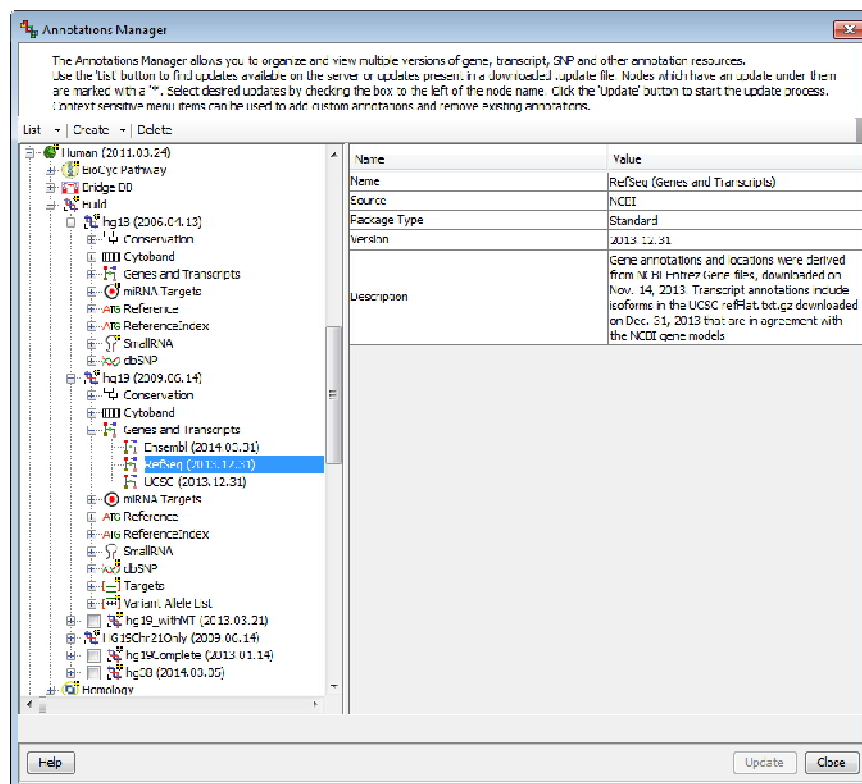 Annotations Manager
The Annotations Manager allows you to organize and view multiple versions of gene, transcript, SNP and other annotation resources.
Use the 'List' button to find updates available on the server or updates present in a downloaded .update file. Nodes which have an update under them
are marked with a '*'. Select desired updates by checking the box to the left of the node name. Click the 'Update' button to start the update process.
Context sensitive menu items can be used to add custom annotations and remove existing annotations.
List Create Delete
Human (2011.03.24)
BioCyc Pathway
Bridge DB
Build
hg18 (2006.04.13)
Conservation
Cytoband
Genes and Transcripts
miRNA Targets
ATG Reference
ATG ReferenceIndex
SmallRNA
dbSNP
hg19 (2009.06.14)
Conservation
Cytoband
Genes and Transcripts
Ensembl (2014.03.31)
RefSeq (2013.12.31)
UCSC (2013.12.31)
miRNA Targets
ATG Reference
ATG ReferenceIndex
SmallRNA
dbSNP
Targets
Variant Allele List
hg19_withMT (2013.03.21)
HG19Chr21Only (2009.06.14)
hg19Complete (2013.01.14)
hg38 (2014.03.05)
Homology
Name Value
Name RefSeq (Genes and Transcripts)
Source NCBI
Package Type Standard
Version 2013.12.31
Description
Gene annotations and locations were derived
from NCBI Entrez Gene files, downloaded on
Nov. 14, 2013. Transcript annotations include
isoforms in the UCSC refFlat.txt.gz downloaded
on Dec. 31, 2013 that are in agreement with
the NCBI gene models
Help Update Close